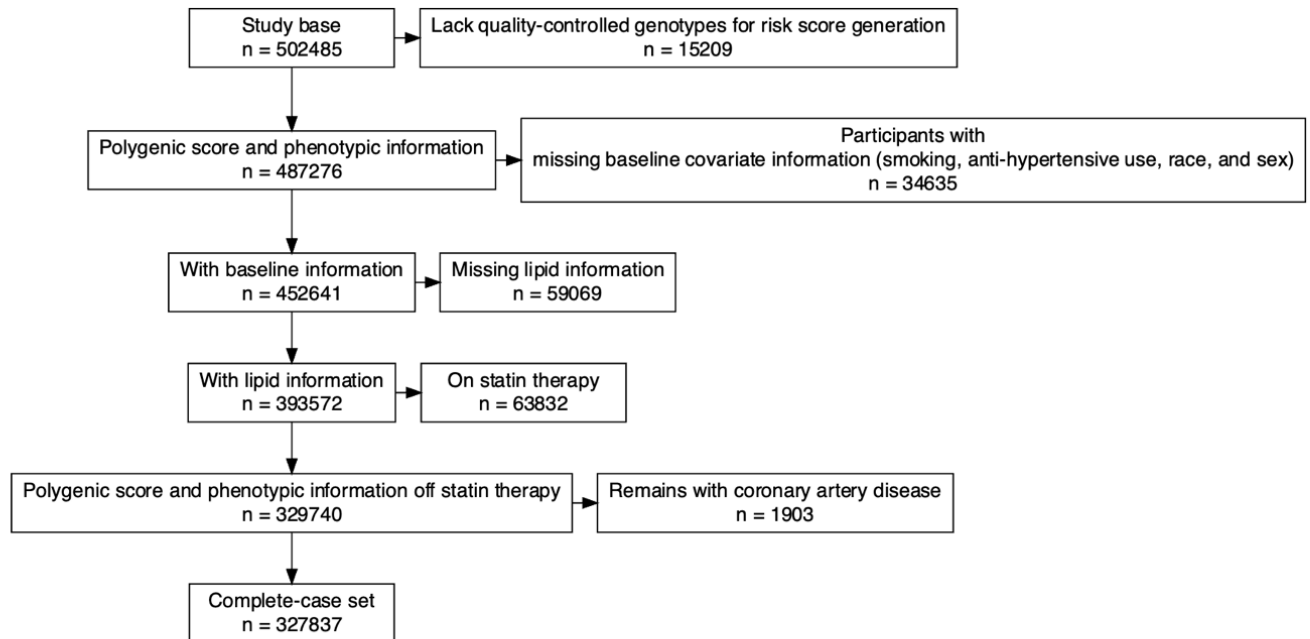 Study base
n = 502485
Lack quality-controlled genotypes for risk score generation
n = 15209
Polygenic score and phenotypic information
n = 487276
Participants with
missing baseline covariate information (smoking, anti-hypertensive use, race, and sex)
n = 34635
With baseline information
n = 452641
Missing lipid information
n = 59069
With lipid information
n = 393572
On statin therapy
n = 63832
Polygenic score and phenotypic information off statin therapy
n = 329740
Remains with coronary artery disease
n = 1903
Complete-case set
n = 327837